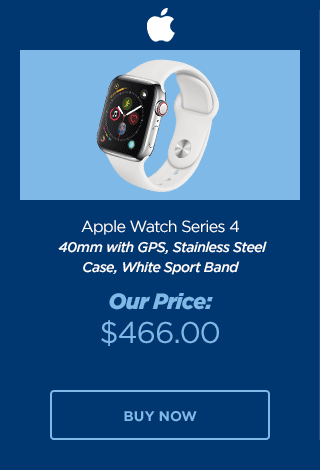 Apple Watch Series 4
40mm with GPS, Stainless Steel
Case, White Sport Band
Our Price:
$466.00
BUY NOW